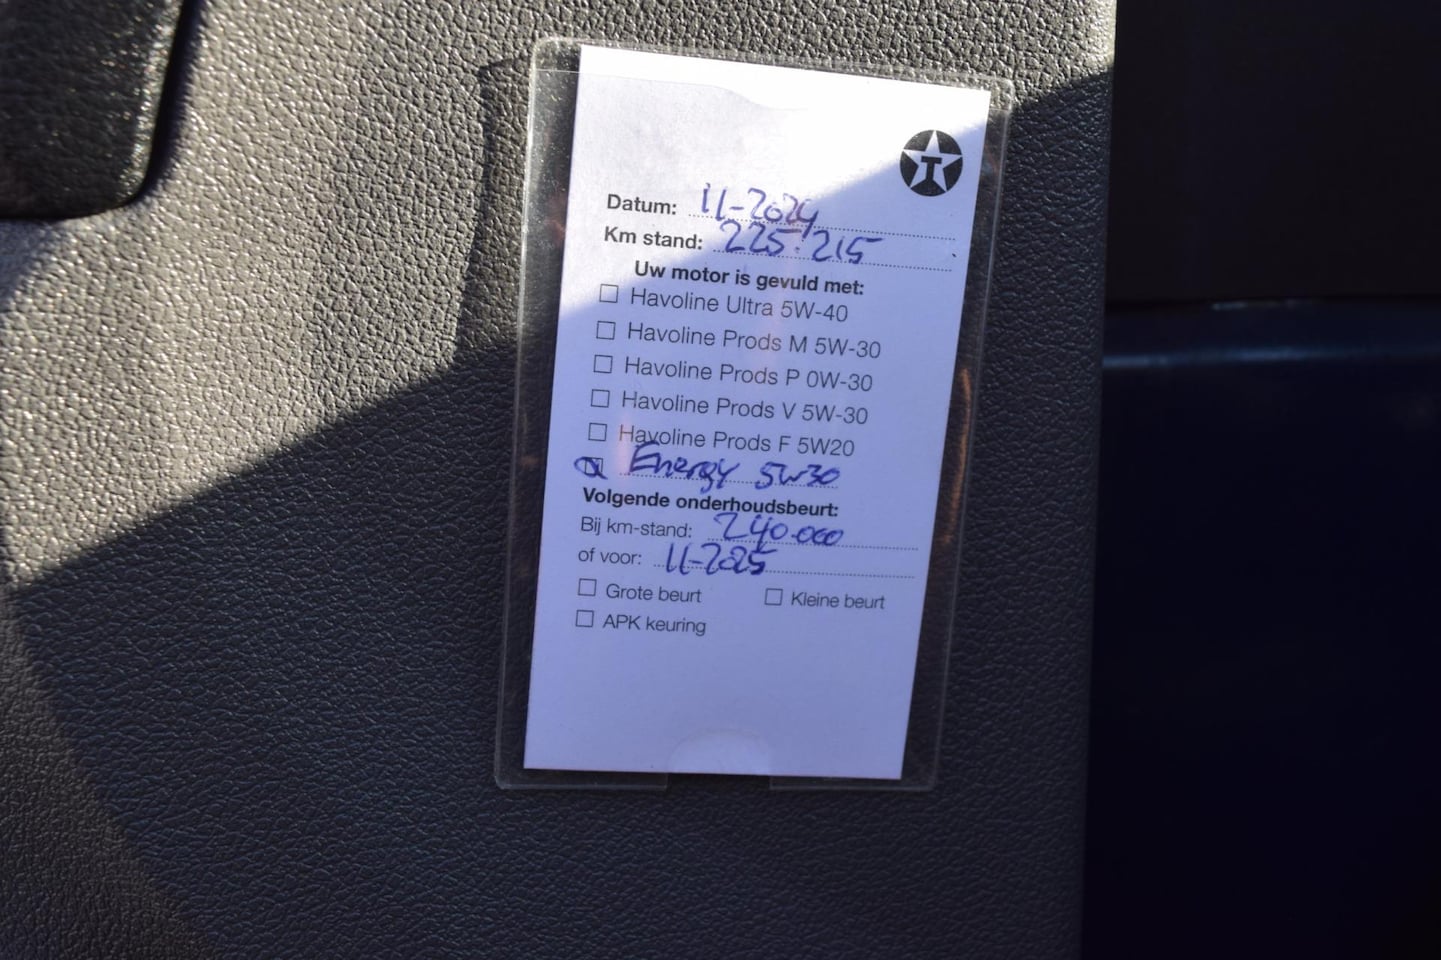 T
Datum: 11-2024
Km stand: 225.215
Uw motor is gevuld met:
Havoline Ultra 5W-40
Havoline Prods M 5W-30
Havoline Prods P 0W-30
Havoline Prods V 5W-30
Havoline Prods F 5W20
Energy 5W30
Volgende onderhoudsbeurt:
Bij km-stand: 240.000
of voor: 11-2025
Grote beurt Kleine beurt
APK keuring